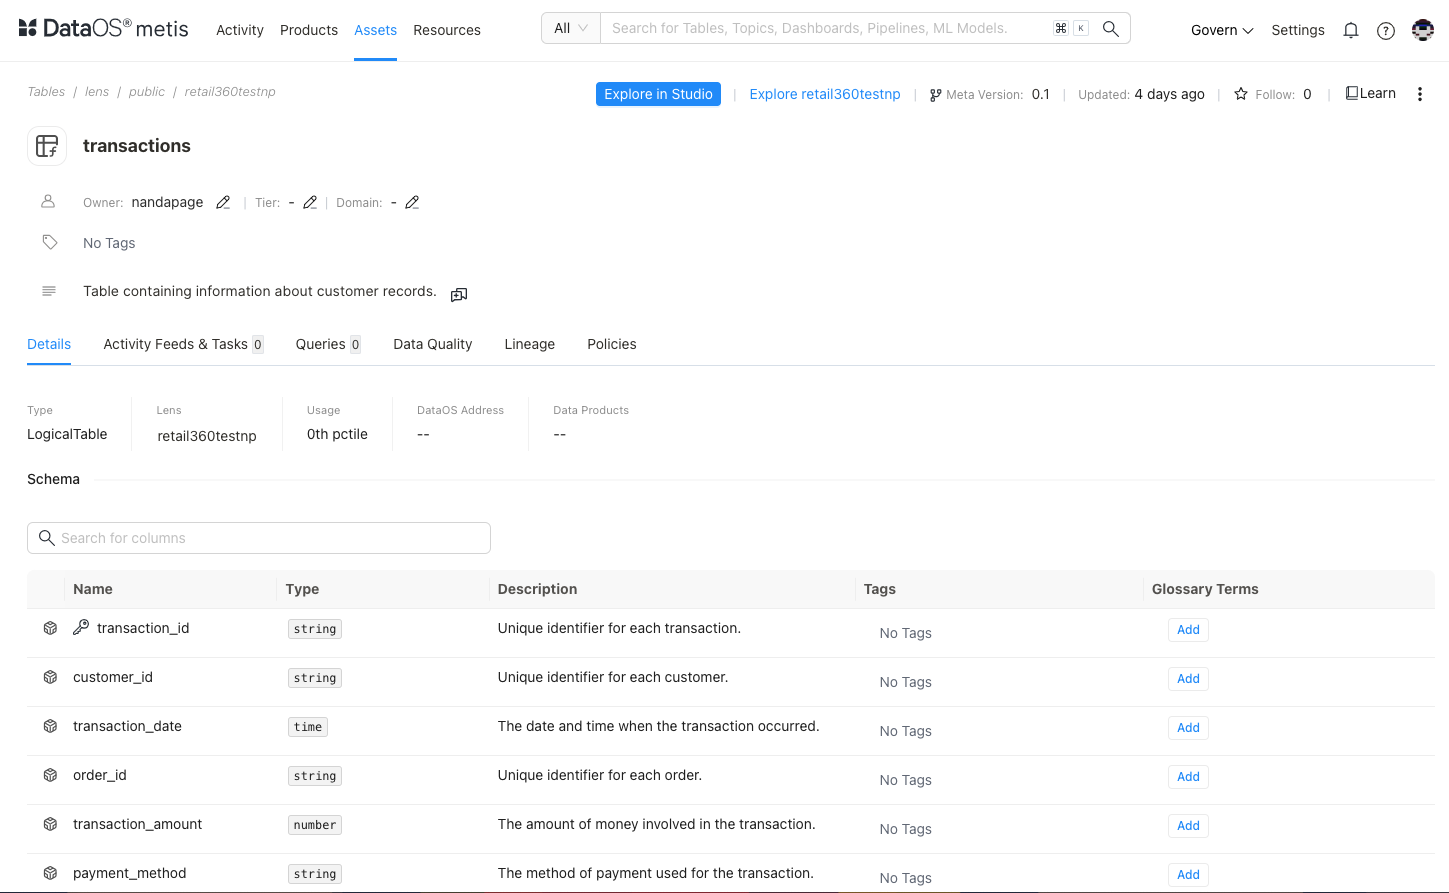 DataOS® metis Activity Products Assets Resources All Search for Tables, Topics, Dashboards, Pipelines, ML Models. ⌘ K Govern Settings
Tables / lens / public / retail360testnp Explore in Studio | Explore retail360testnp | Meta Version: 0.1 | Updated: 4 days ago | Follow: 0 | Learn
transactions
Owner: nandapage | Tier: - | Domain: -
No Tags
Table containing information about customer records.
Details Activity Feeds & Tasks 0 Queries 0 Data Quality Lineage Policies
Type Lens Usage DataOS Address Data Products
LogicalTable retail360testnp 0th pctile -- --
Schema
Search for columns
Name Type Description Tags Glossary Terms
transaction_id string Unique identifier for each transaction. No Tags Add
customer_id string Unique identifier for each customer. No Tags Add
transaction_date time The date and time when the transaction occurred. No Tags Add
order_id string Unique identifier for each order. No Tags Add
transaction_amount number The amount of money involved in the transaction. No Tags Add
payment_method string The method of payment used for the transaction. No Tags Add